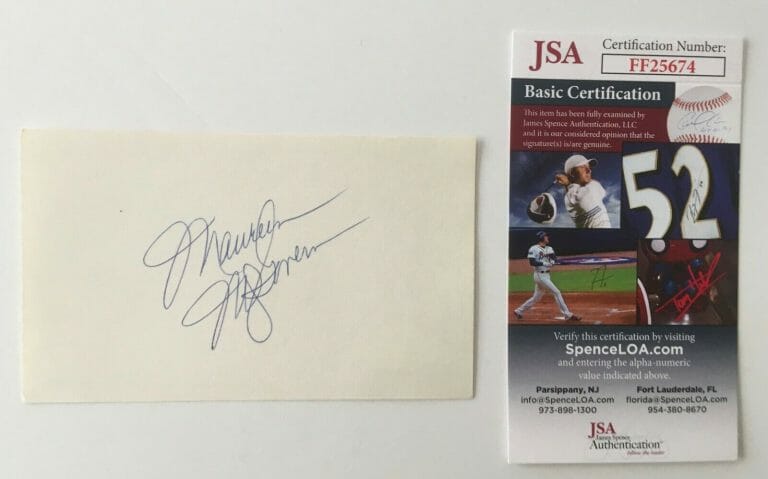 Maureen
McGovern
JSA
Certification Number:
FF25674
Basic Certification
This item has been fully examined by
James Spence Authentication, LLC
and it is our considered opinion that the
signature(s) is/are genuine.
52
Verify this certification by visiting
SpenceLOA.com
and entering the alpha-numeric
value indicated above.
Parsippany, NJ
info@SpenceLOA.com
973-898-1300
Fort Lauderdale, FL
florida@SpenceLOA.com
954-380-8670
JSA
James Spence
Authentication